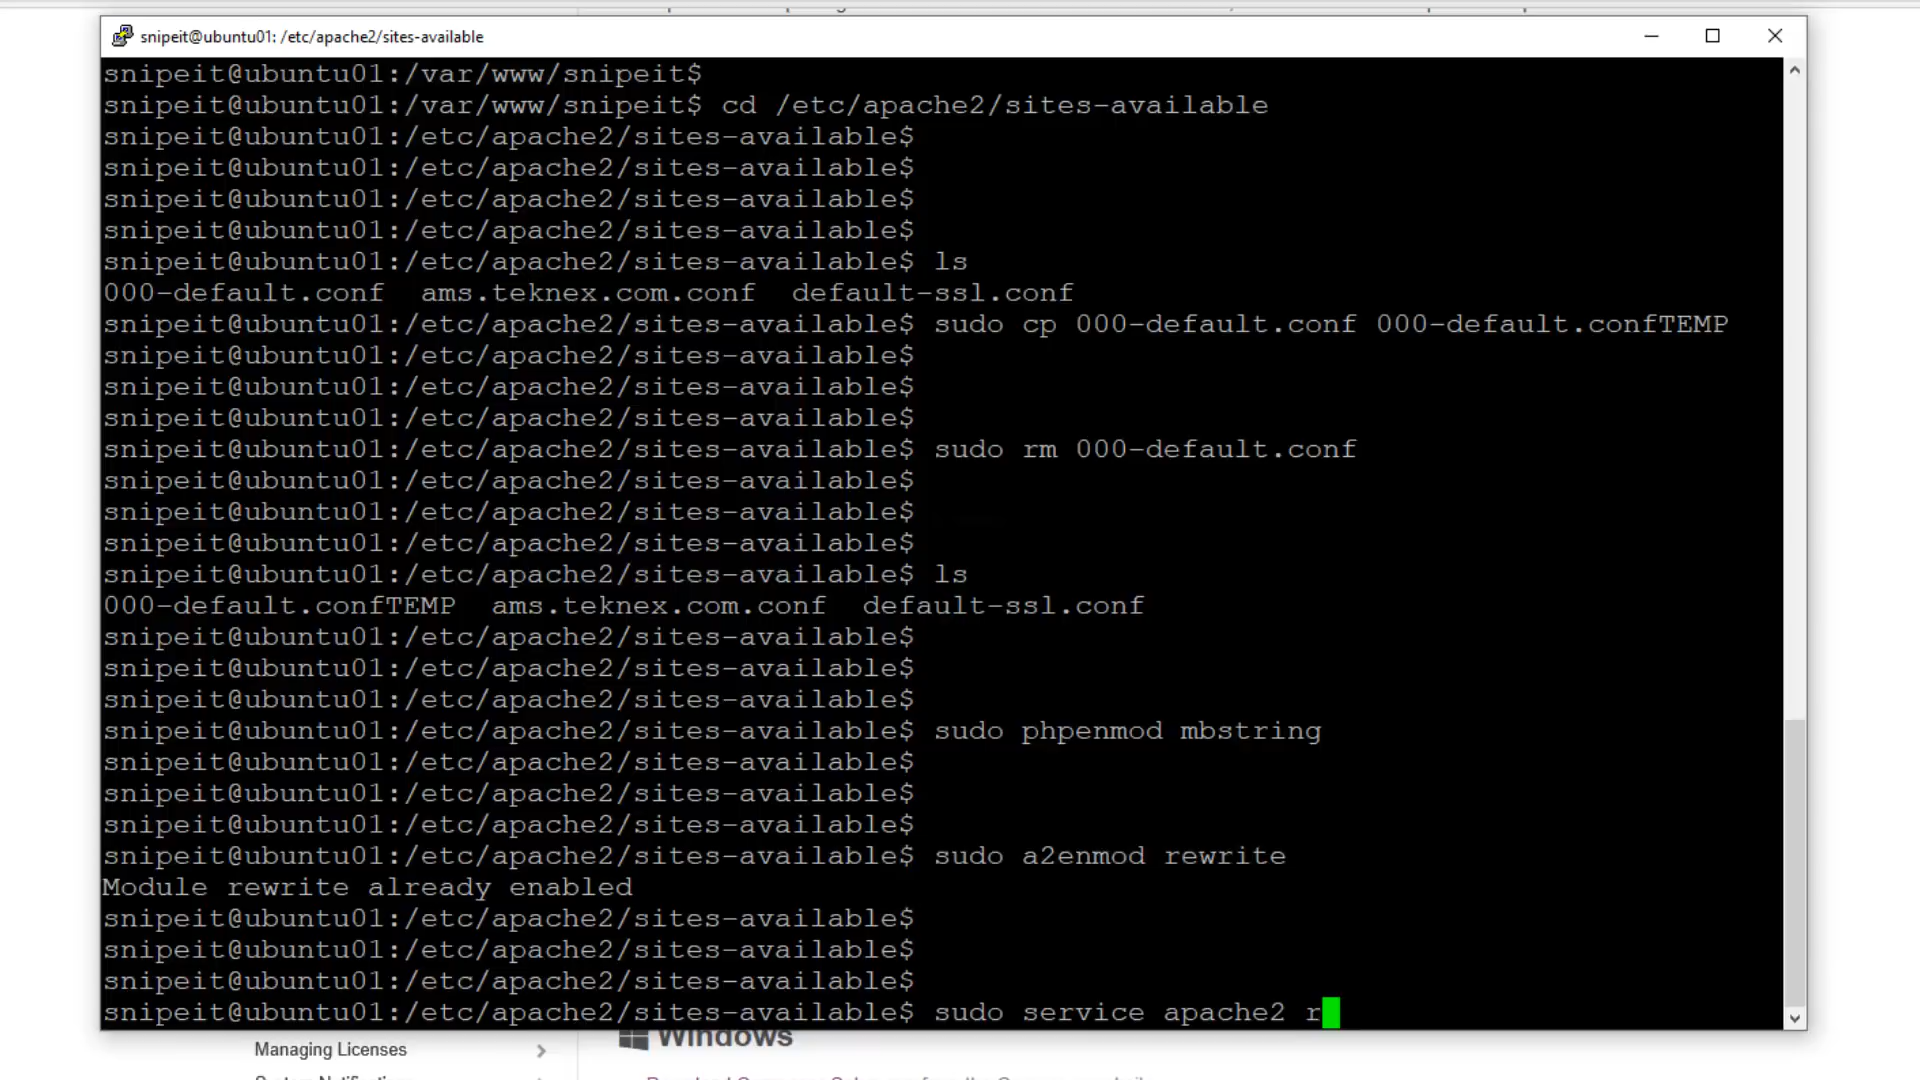 snipeit@ubuntu01: /etc/apache2/sites-available
snipeit@ubuntu01:/var/www/snipeit$
snipeit@ubuntu01:/var/www/snipeit$ cd /etc/apache2/sites-available
snipeit@ubuntu01:/etc/apache2/sites-available$
snipeit@ubuntu01:/etc/apache2/sites-available$
snipeit@ubuntu01:/etc/apache2/sites-available$
snipeit@ubuntu01:/etc/apache2/sites-available$
snipeit@ubuntu01:/etc/apache2/sites-available$ ls
000-default.conf  ams.teknex.com.conf  default-ssl.conf
snipeit@ubuntu01:/etc/apache2/sites-available$ sudo cp 000-default.conf 000-default.confTEMP
snipeit@ubuntu01:/etc/apache2/sites-available$
snipeit@ubuntu01:/etc/apache2/sites-available$
snipeit@ubuntu01:/etc/apache2/sites-available$
snipeit@ubuntu01:/etc/apache2/sites-available$ sudo rm 000-default.conf
snipeit@ubuntu01:/etc/apache2/sites-available$
snipeit@ubuntu01:/etc/apache2/sites-available$
snipeit@ubuntu01:/etc/apache2/sites-available$
snipeit@ubuntu01:/etc/apache2/sites-available$ ls
000-default.confTEMP  ams.teknex.com.conf  default-ssl.conf
snipeit@ubuntu01:/etc/apache2/sites-available$
snipeit@ubuntu01:/etc/apache2/sites-available$
snipeit@ubuntu01:/etc/apache2/sites-available$
snipeit@ubuntu01:/etc/apache2/sites-available$ sudo phpenmod mbstring
snipeit@ubuntu01:/etc/apache2/sites-available$
snipeit@ubuntu01:/etc/apache2/sites-available$
snipeit@ubuntu01:/etc/apache2/sites-available$
snipeit@ubuntu01:/etc/apache2/sites-available$ sudo a2enmod rewrite
Module rewrite already enabled
snipeit@ubuntu01:/etc/apache2/sites-available$
snipeit@ubuntu01:/etc/apache2/sites-available$
snipeit@ubuntu01:/etc/apache2/sites-available$
snipeit@ubuntu01:/etc/apache2/sites-available$ sudo service apache2 r
Windows
Managing Licenses